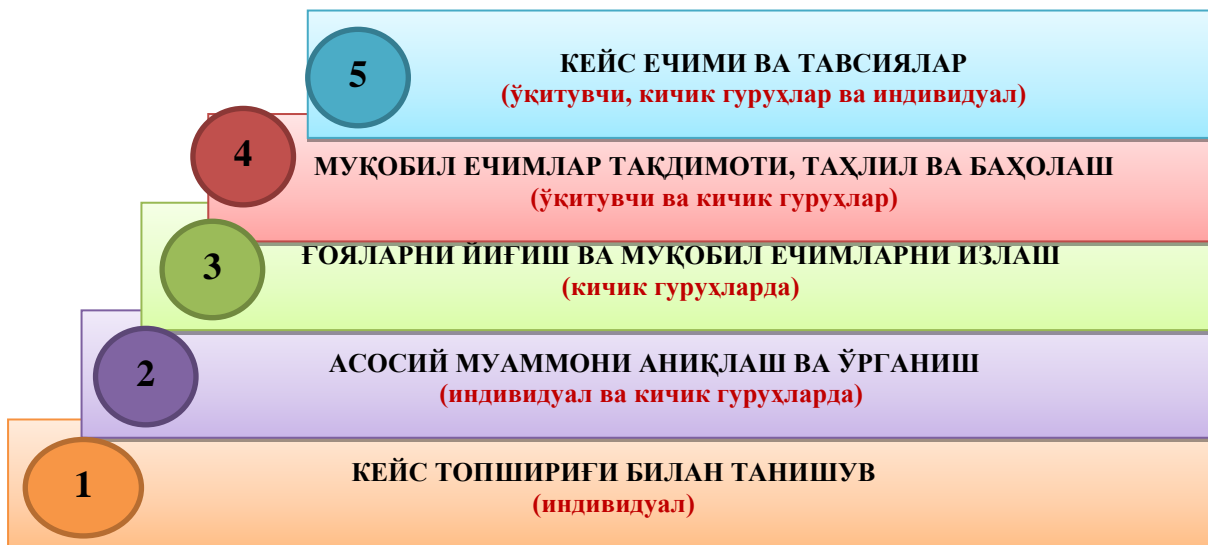 5
КЕЙС ЕЧИМИ ВА ТАВСИЯЛАР
(ўқитувчи, кичик гуруҳлар ва индивидуал)
4
МУҚОБИЛ ЕЧИМЛАР ТАҚДИМОТИ, ТАҲЛИЛ ВА БАҲОЛАШ
(ўқитувчи ва кичик гуруҳлар)
3
ҒОЯЛАРНИ ЙИҒИШ ВА МУҚОБИЛ ЕЧИМЛАРНИ ИЗЛАШ
(кичик гуруҳларда)
2
АСОСИЙ МУАММОНИ АНИҚЛАШ ВА ЎРГАНИШ
(индивидуал ва кичик гуруҳларда)
1
КЕЙС ТОПШИРИҒИ БИЛАН ТАНИШУВ
(индивидуал)